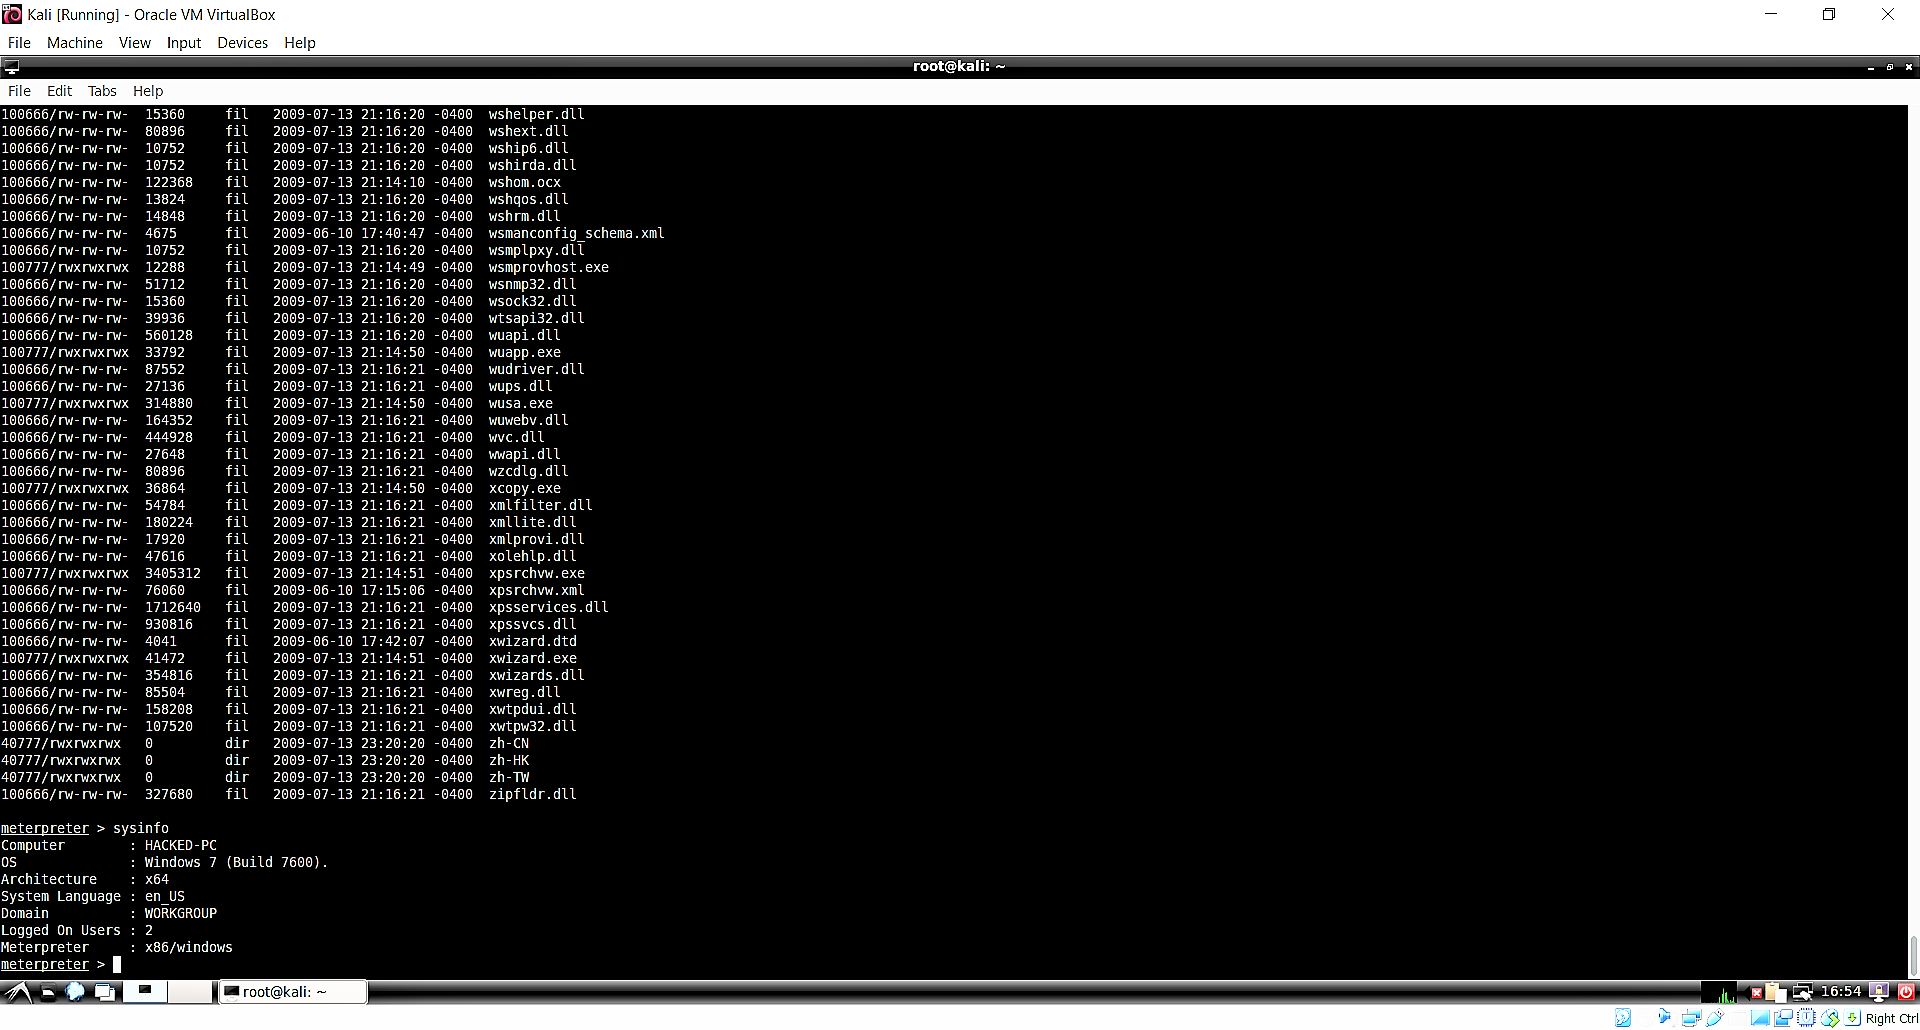 Kali [Running] - Oracle VM VirtualBox
File Machine View Input Devices Help
root@kali: ~
File Edit Tabs Help
100666/rw-rw-rw- 15360 fil 2009-07-13 21:16:20 -0400 wshelper.dll
100666/rw-rw-rw- 80896 fil 2009-07-13 21:16:20 -0400 wshext.dll
100666/rw-rw-rw- 10752 fil 2009-07-13 21:16:20 -0400 wship6.dll
100666/rw-rw-rw- 10752 fil 2009-07-13 21:16:20 -0400 wshirda.dll
100666/rw-rw-rw- 122368 fil 2009-07-13 21:14:10 -0400 wshom.ocx
100666/rw-rw-rw- 13824 fil 2009-07-13 21:16:20 -0400 wshqos.dll
100666/rw-rw-rw- 14848 fil 2009-07-13 21:16:20 -0400 wshrm.dll
100666/rw-rw-rw- 4675 fil 2009-06-10 17:40:47 -0400 wsmanconfig_schema.xml
100666/rw-rw-rw- 10752 fil 2009-07-13 21:16:20 -0400 wsmplpxy.dll
100777/rwxrwxrwx 12288 fil 2009-07-13 21:14:49 -0400 wsmprovhost.exe
100666/rw-rw-rw- 51712 fil 2009-07-13 21:16:20 -0400 wsnmp32.dll
100666/rw-rw-rw- 15360 fil 2009-07-13 21:16:20 -0400 wsock32.dll
100666/rw-rw-rw- 39936 fil 2009-07-13 21:16:20 -0400 wtsapi32.dll
100666/rw-rw-rw- 560128 fil 2009-07-13 21:16:20 -0400 wuapi.dll
100777/rwxrwxrwx 33792 fil 2009-07-13 21:14:50 -0400 wuapp.exe
100666/rw-rw-rw- 87552 fil 2009-07-13 21:16:21 -0400 wudriver.dll
100666/rw-rw-rw- 27136 fil 2009-07-13 21:16:21 -0400 wups.dll
100777/rwxrwxrwx 314880 fil 2009-07-13 21:14:50 -0400 wusa.exe
100666/rw-rw-rw- 164352 fil 2009-07-13 21:16:21 -0400 wuwebv.dll
100666/rw-rw-rw- 444928 fil 2009-07-13 21:16:21 -0400 wvc.dll
100666/rw-rw-rw- 27648 fil 2009-07-13 21:16:21 -0400 wwapi.dll
100666/rw-rw-rw- 80896 fil 2009-07-13 21:16:21 -0400 wzcdlg.dll
100777/rwxrwxrwx 36864 fil 2009-07-13 21:14:50 -0400 xcopy.exe
100666/rw-rw-rw- 54784 fil 2009-07-13 21:16:21 -0400 xmlfilter.dll
100666/rw-rw-rw- 180224 fil 2009-07-13 21:16:21 -0400 xmllite.dll
100666/rw-rw-rw- 17920 fil 2009-07-13 21:16:21 -0400 xmlprovi.dll
100666/rw-rw-rw- 47616 fil 2009-07-13 21:16:21 -0400 xolehlp.dll
100777/rwxrwxrwx 3405312 fil 2009-07-13 21:14:51 -0400 xpsrchvw.exe
100666/rw-rw-rw- 76060 fil 2009-06-10 17:15:06 -0400 xpsrchvw.xml
100666/rw-rw-rw- 1712640 fil 2009-07-13 21:16:21 -0400 xpsservices.dll
100666/rw-rw-rw- 930816 fil 2009-07-13 21:16:21 -0400 xpssvcs.dll
100666/rw-rw-rw- 4041 fil 2009-06-10 17:42:07 -0400 xwizard.dtd
100777/rwxrwxrwx 41472 fil 2009-07-13 21:14:51 -0400 xwizard.exe
100666/rw-rw-rw- 354816 fil 2009-07-13 21:16:21 -0400 xwizards.dll
100666/rw-rw-rw- 85504 fil 2009-07-13 21:16:21 -0400 xwreg.dll
100666/rw-rw-rw- 158208 fil 2009-07-13 21:16:21 -0400 xwtpdui.dll
100666/rw-rw-rw- 107520 fil 2009-07-13 21:16:21 -0400 xwtpw32.dll
40777/rwxrwxrwx 0 dir 2009-07-13 23:20:20 -0400 zh-CN
40777/rwxrwxrwx 0 dir 2009-07-13 23:20:20 -0400 zh-HK
40777/rwxrwxrwx 0 dir 2009-07-13 23:20:20 -0400 zh-TW
100666/rw-rw-rw- 327680 fil 2009-07-13 21:16:21 -0400 zipfldr.dll
meterpreter > sysinfo
Computer : HACKED-PC
OS : Windows 7 (Build 7600).
Architecture : x64
System Language : en_US
Domain : WORKGROUP
Logged On Users : 2
Meterpreter : x86/windows
meterpreter >
root@kali: ~
16:54
Right Ctrl